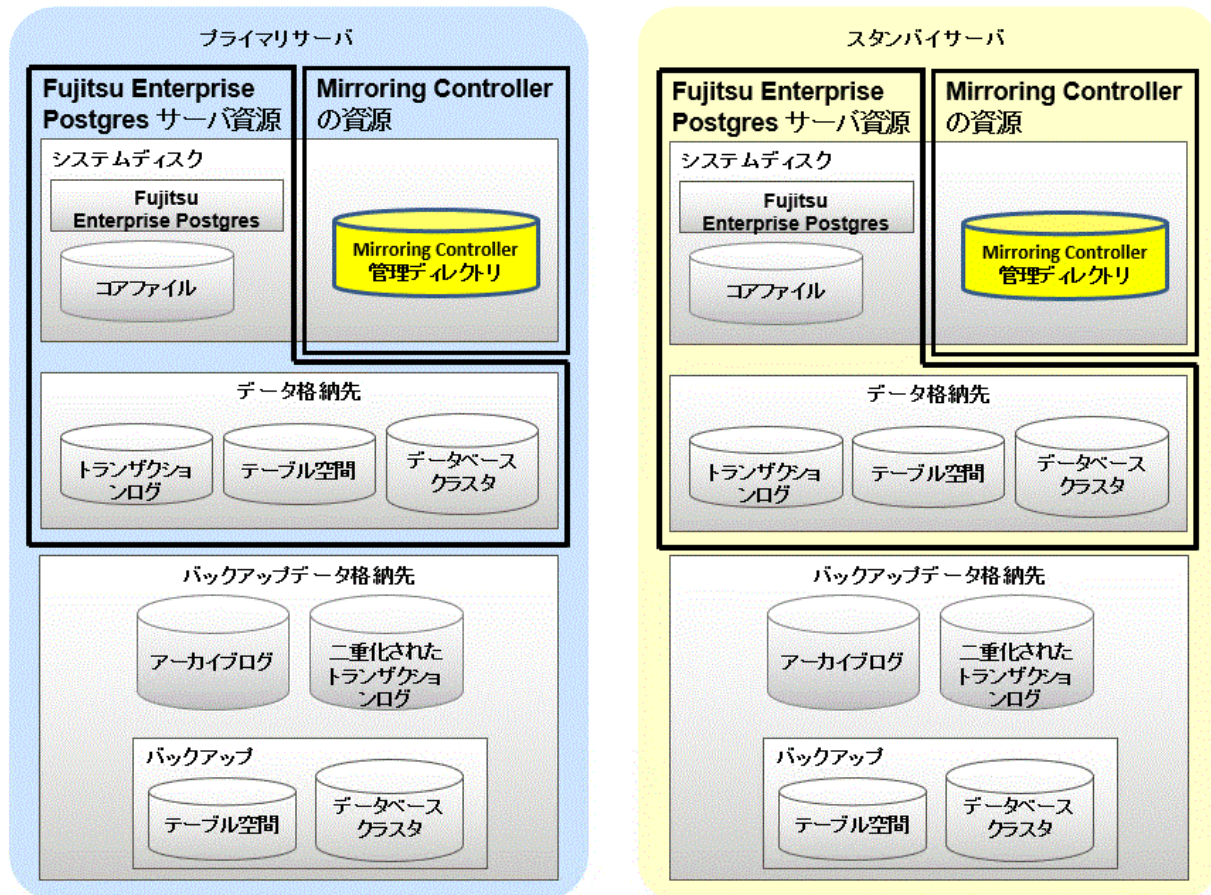 プライマリサーバ
Fujitsu Enterprise
Postgres サーバ資源
Mirroring Controller
の資源
システムディスク
Fujitsu
Enterprise Postgres
コアファイル
Mirroring Controller
管理ディレクトリ
データ格納先
トランザクショ
ンログ
テーブル空間
データベース
クラスタ
バックアップデータ格納先
アーカイブログ
二重化された
トランザクショ
ンログ
バックアップ
テーブル空間
データベース
クラスタ
スタンバイサーバ
Fujitsu Enterprise
Postgres サーバ資源
Mirroring Controller
の資源
システムディスク
Fujitsu
Enterprise Postgres
コアファイル
Mirroring Controller
管理ディレクトリ
データ格納先
トランザクショ
ンログ
テーブル空間
データベース
クラスタ
バックアップデータ格納先
アーカイブログ
二重化された
トランザクショ
ンログ
バックアップ
テーブル空間
データベース
クラスタ